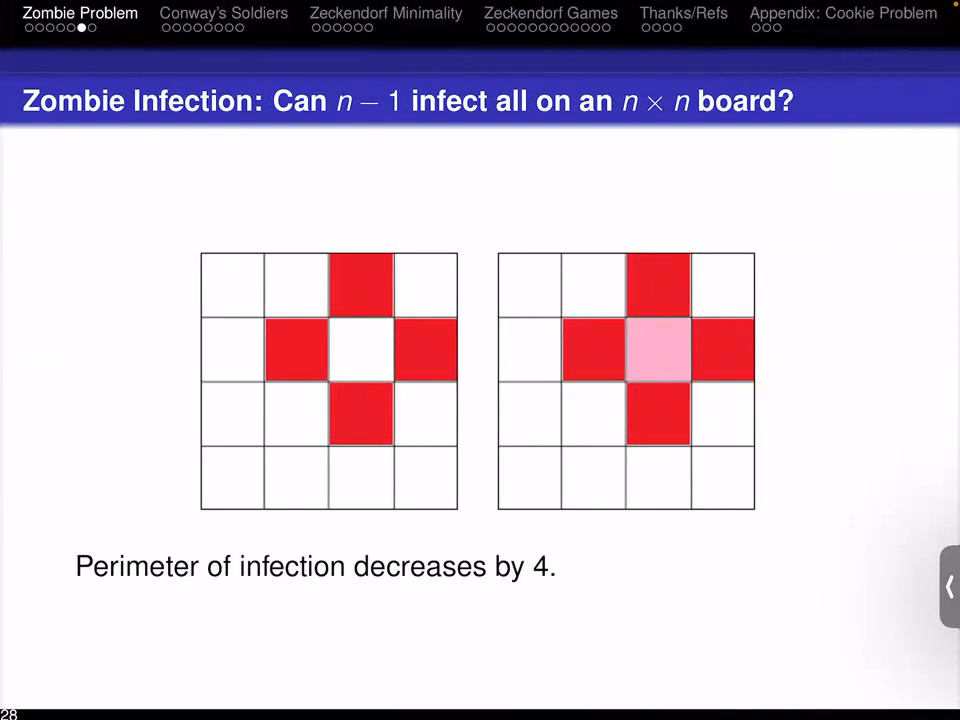 Zombie Problem Conway's Soldiers Zeckendorf Minimality Zeckendorf Games Thanks/Refs Appendix: Cookie Problem
Zombie Infection: Can n − 1 infect all on an n × n board?
Perimeter of infection decreases by 4.
28